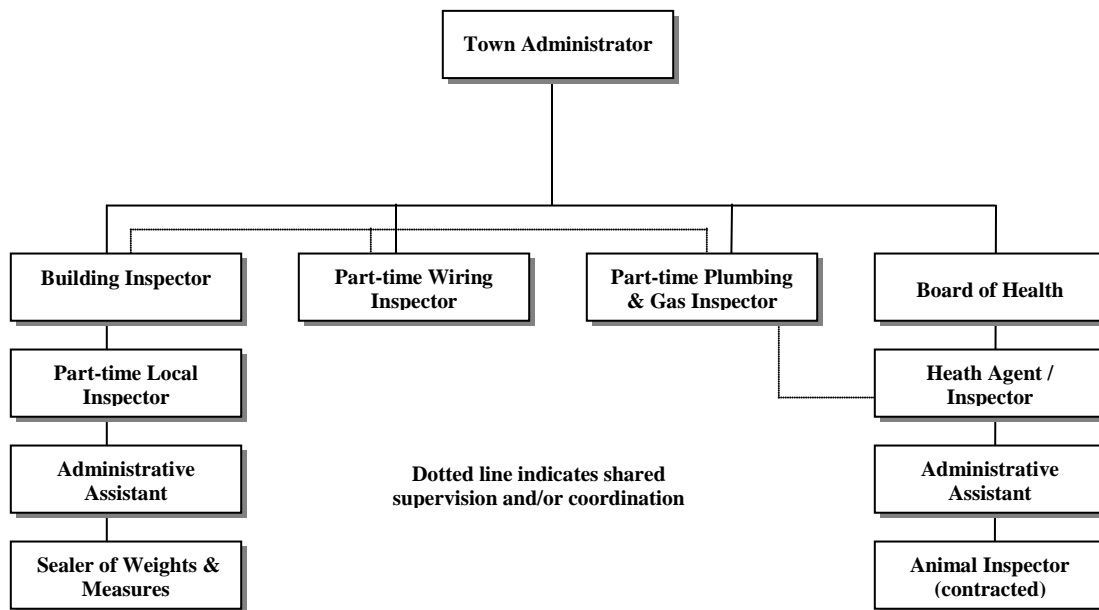 Town Administrator
Building Inspector
Part-time Wiring
Inspector
Part-time Plumbing
& Gas Inspector
Board of Health
Part-time Local
Inspector
Heath Agent /
Inspector
Administrative
Assistant
Dotted line indicates shared
supervision and/or coordination
Administrative
Assistant
Sealer of Weights &
Measures
Animal Inspector
(contracted)